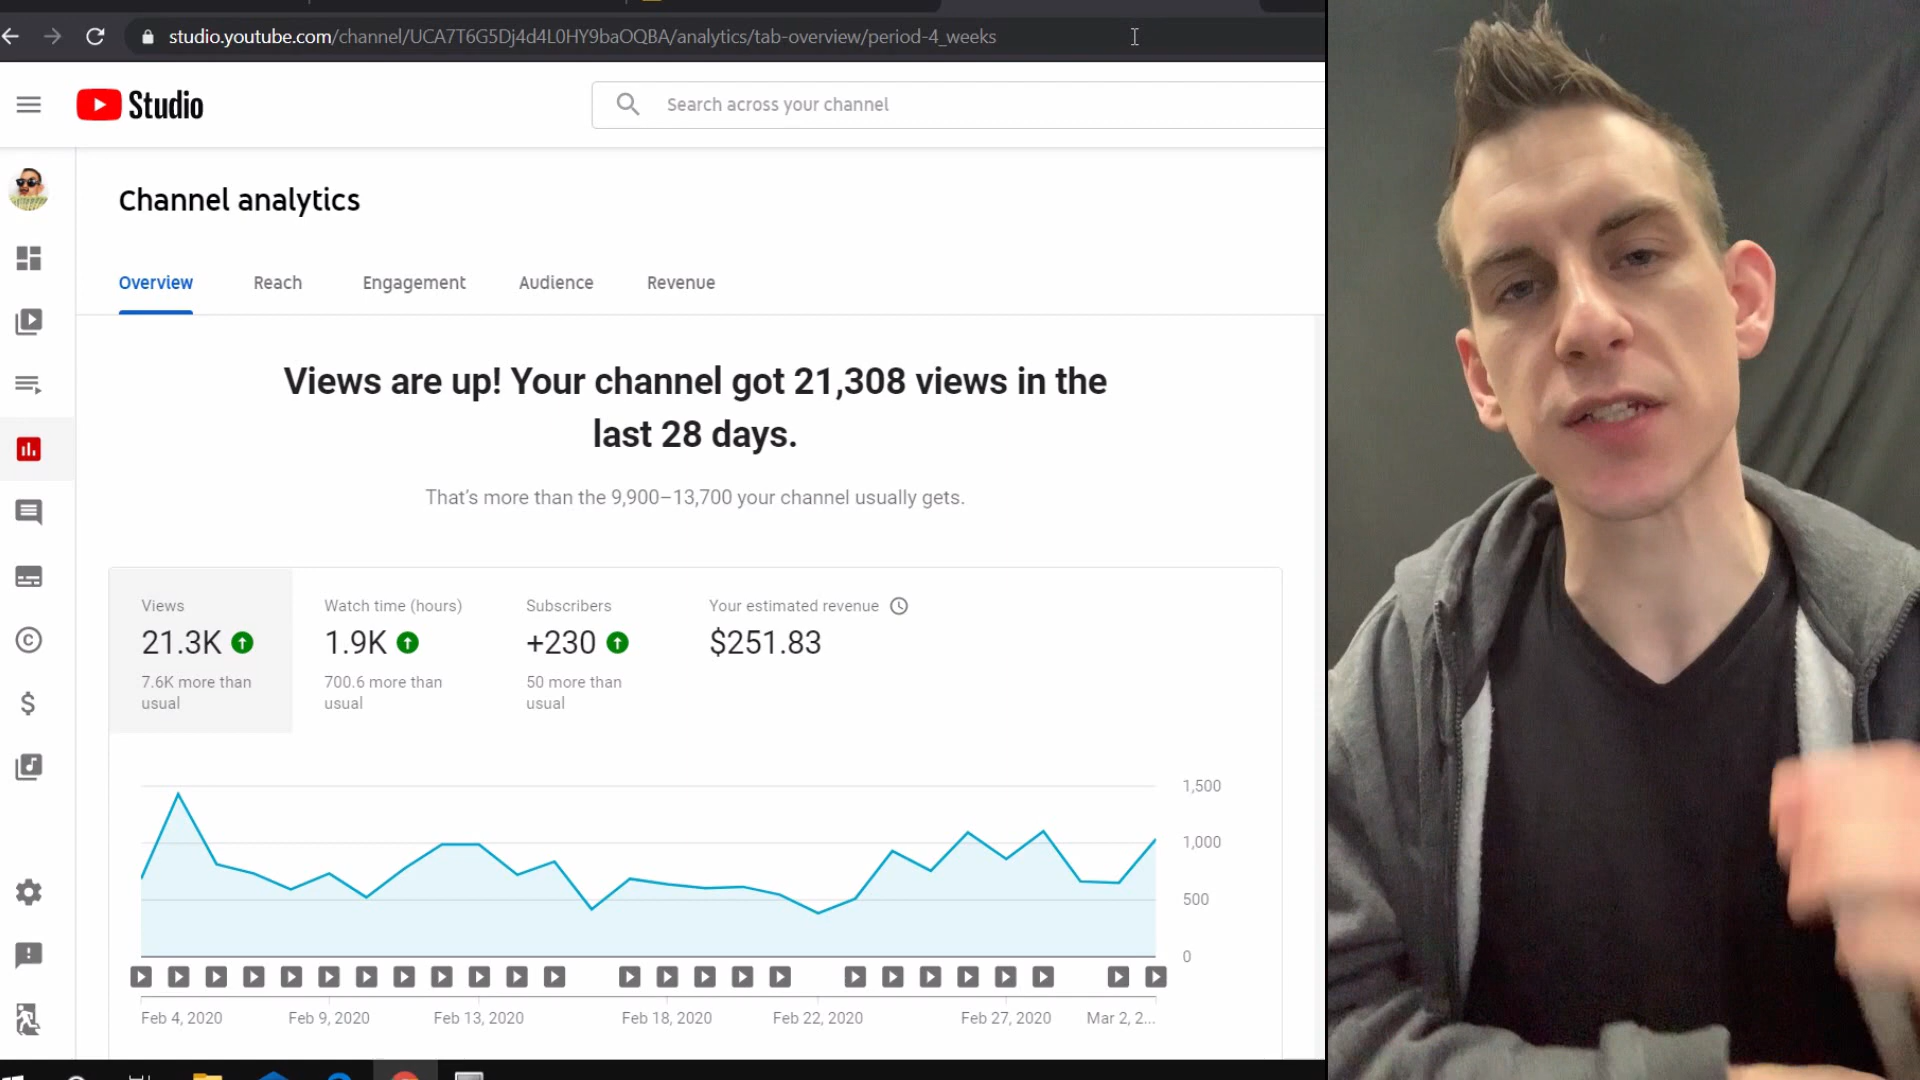 studio.youtube.com/channel/UCA7T6G5Dj4d4L0HY9baOQBA/analytics/tab-overview/period-4_weeks
Studio
Search across your channel
Channel analytics
Overview Reach Engagement Audience Revenue
Views are up! Your channel got 21,308 views in the
last 28 days.
That's more than the 9,900–13,700 your channel usually gets.
Views Watch time (hours) Subscribers Your estimated revenue
21.3K 1.9K +230 $251.83
7.6K more than 700.6 more than 50 more than
usual usual usual
1,500
1,000
500
0
Feb 4, 2020 Feb 9, 2020 Feb 13, 2020 Feb 18, 2020 Feb 22, 2020 Feb 27, 2020 Mar 2, 2...